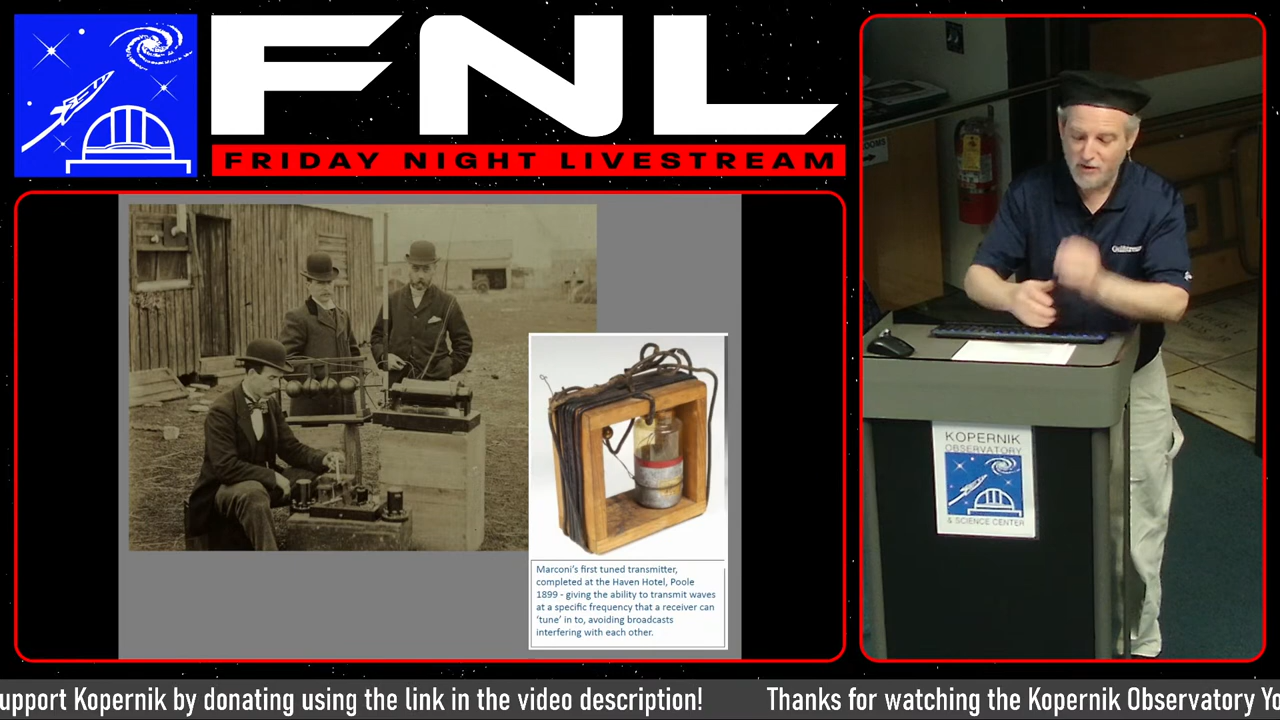 FNL
FRIDAY NIGHT LIVESTREAM
Marconi's first tuned transmitter,
completed at the Haven Hotel, Poole
1899 - giving the ability to transmit waves
at a specific frequency that a receiver can
'tune' in to, avoiding broadcasts
interfering with each other.
KOPERNIK
OBSERVATORY
& SCIENCE CENTER
upport Kopernik by donating using the link in the video description! Thanks for watching the Kopernik Observatory Yo